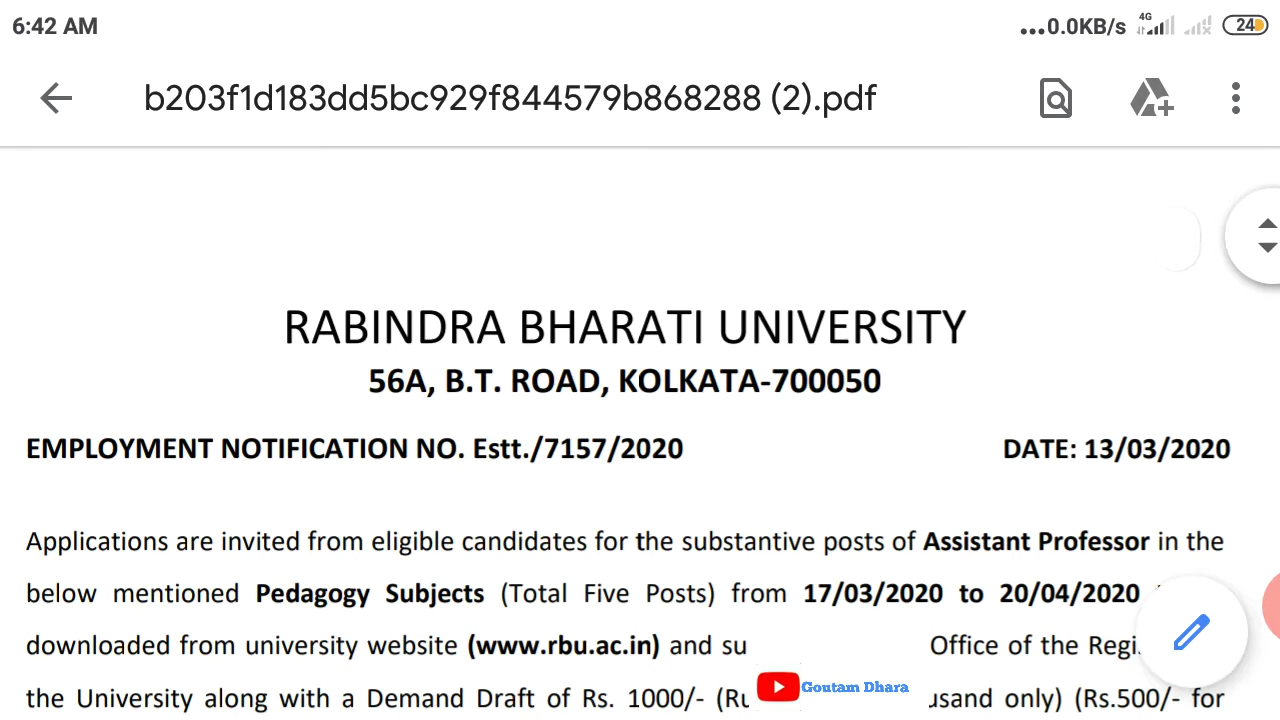 6:42 AM ...0.0KB/s 4G 24
b203f1d183dd5bc929f844579b868288 (2).pdf
RABINDRA BHARATI UNIVERSITY
56A, B.T. ROAD, KOLKATA-700050
EMPLOYMENT NOTIFICATION NO. Estt./7157/2020 DATE: 13/03/2020
Applications are invited from eligible candidates for the substantive posts of Assistant Professor in the
below mentioned Pedagogy Subjects (Total Five Posts) from 17/03/2020 to 20/04/2020
downloaded from university website (www.rbu.ac.in) and su Office of the Regi
the University along with a Demand Draft of Rs. 1000/- (Ru usand only) (Rs.500/- for
Goutam Dhara